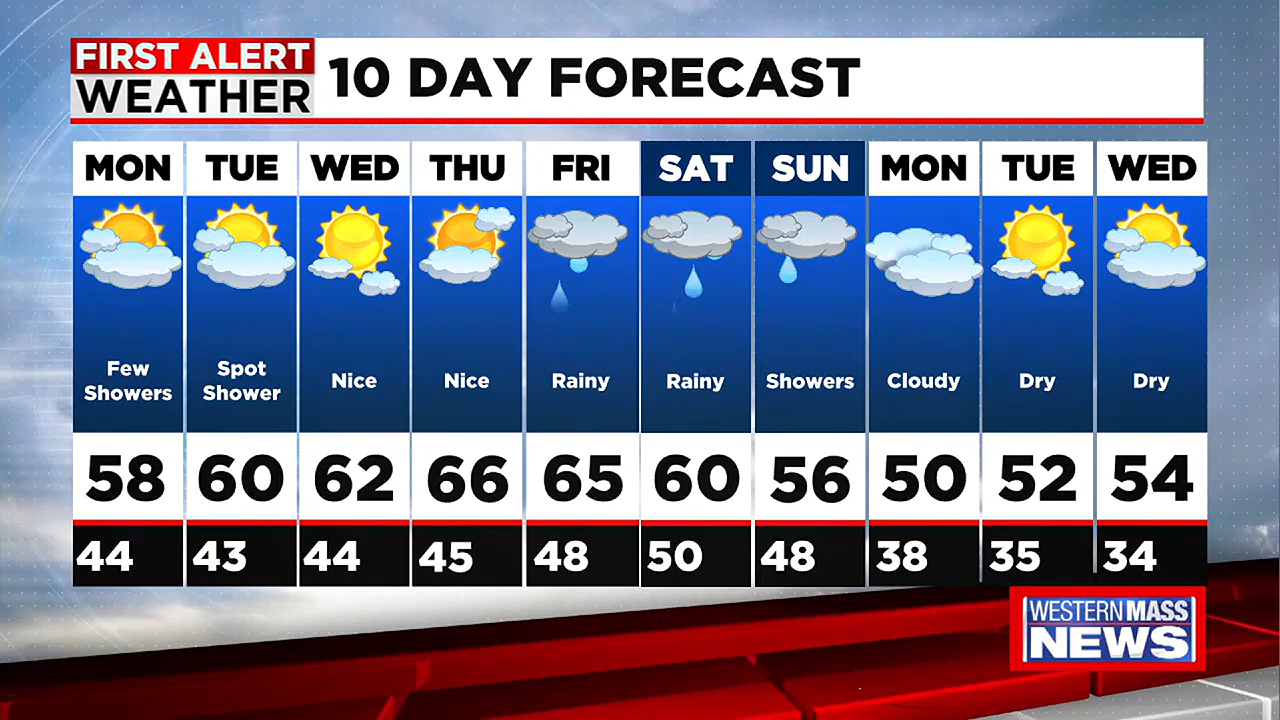 FIRST ALERT
WEATHER
10 DAY FORECAST
MON TUE WED THU FRI SAT SUN MON TUE WED
Few Showers
Spot Shower
Nice
Nice
Rainy
Rainy
Showers
Cloudy
Dry
Dry
58 60 62 66 65 60 56 50 52 54
44 43 44 45 48 50 48 38 35 34
WESTERN MASS
NEWS